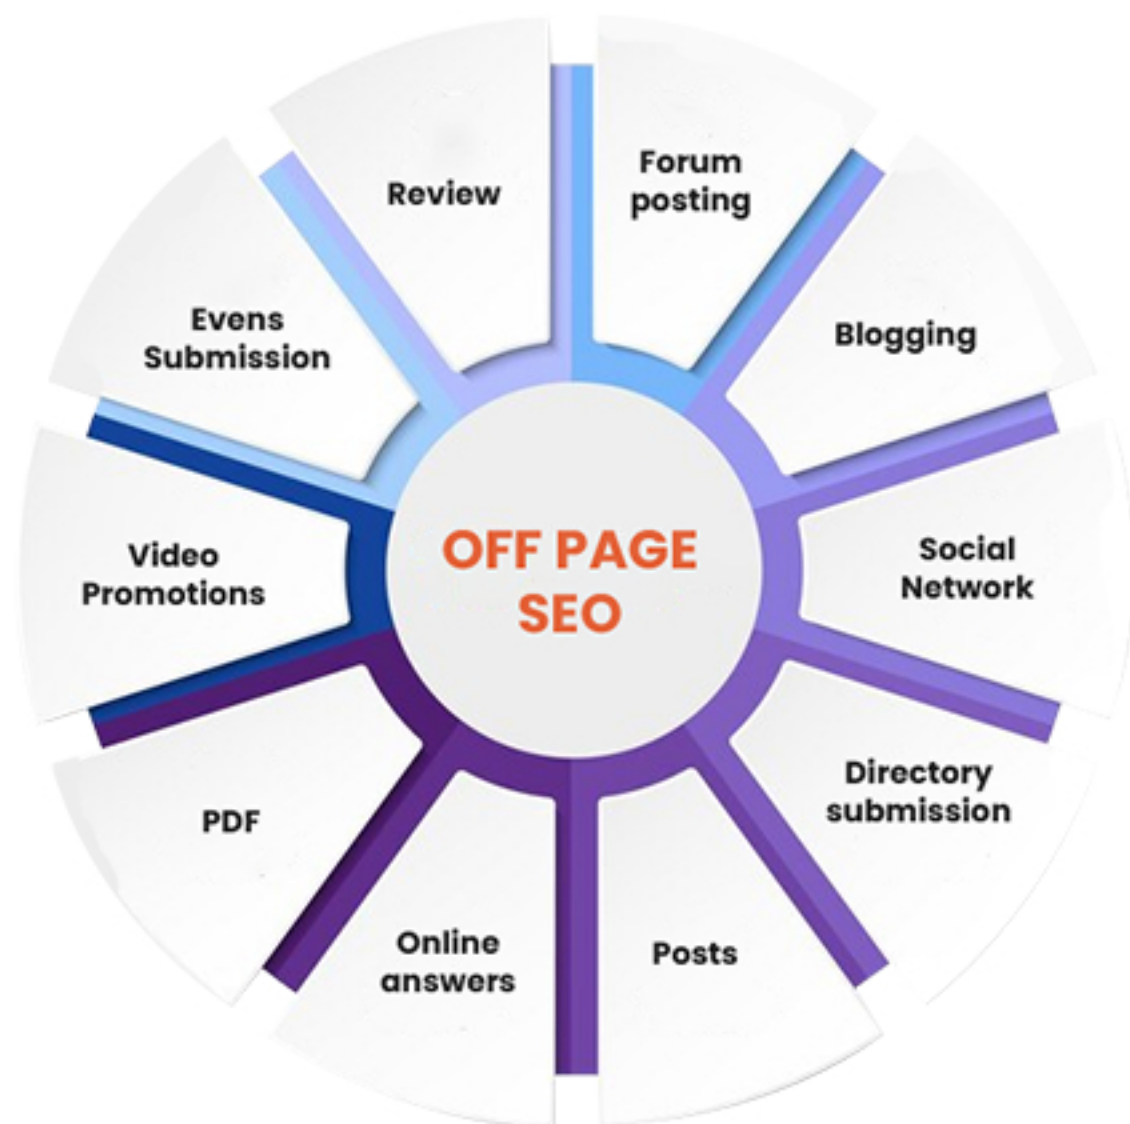 Review
Forum
posting
Evens
Submission
Blogging
Video
Promotions
OFF PAGE
SEO
Social
Network
PDF
Directory
submission
Online
answers
Posts